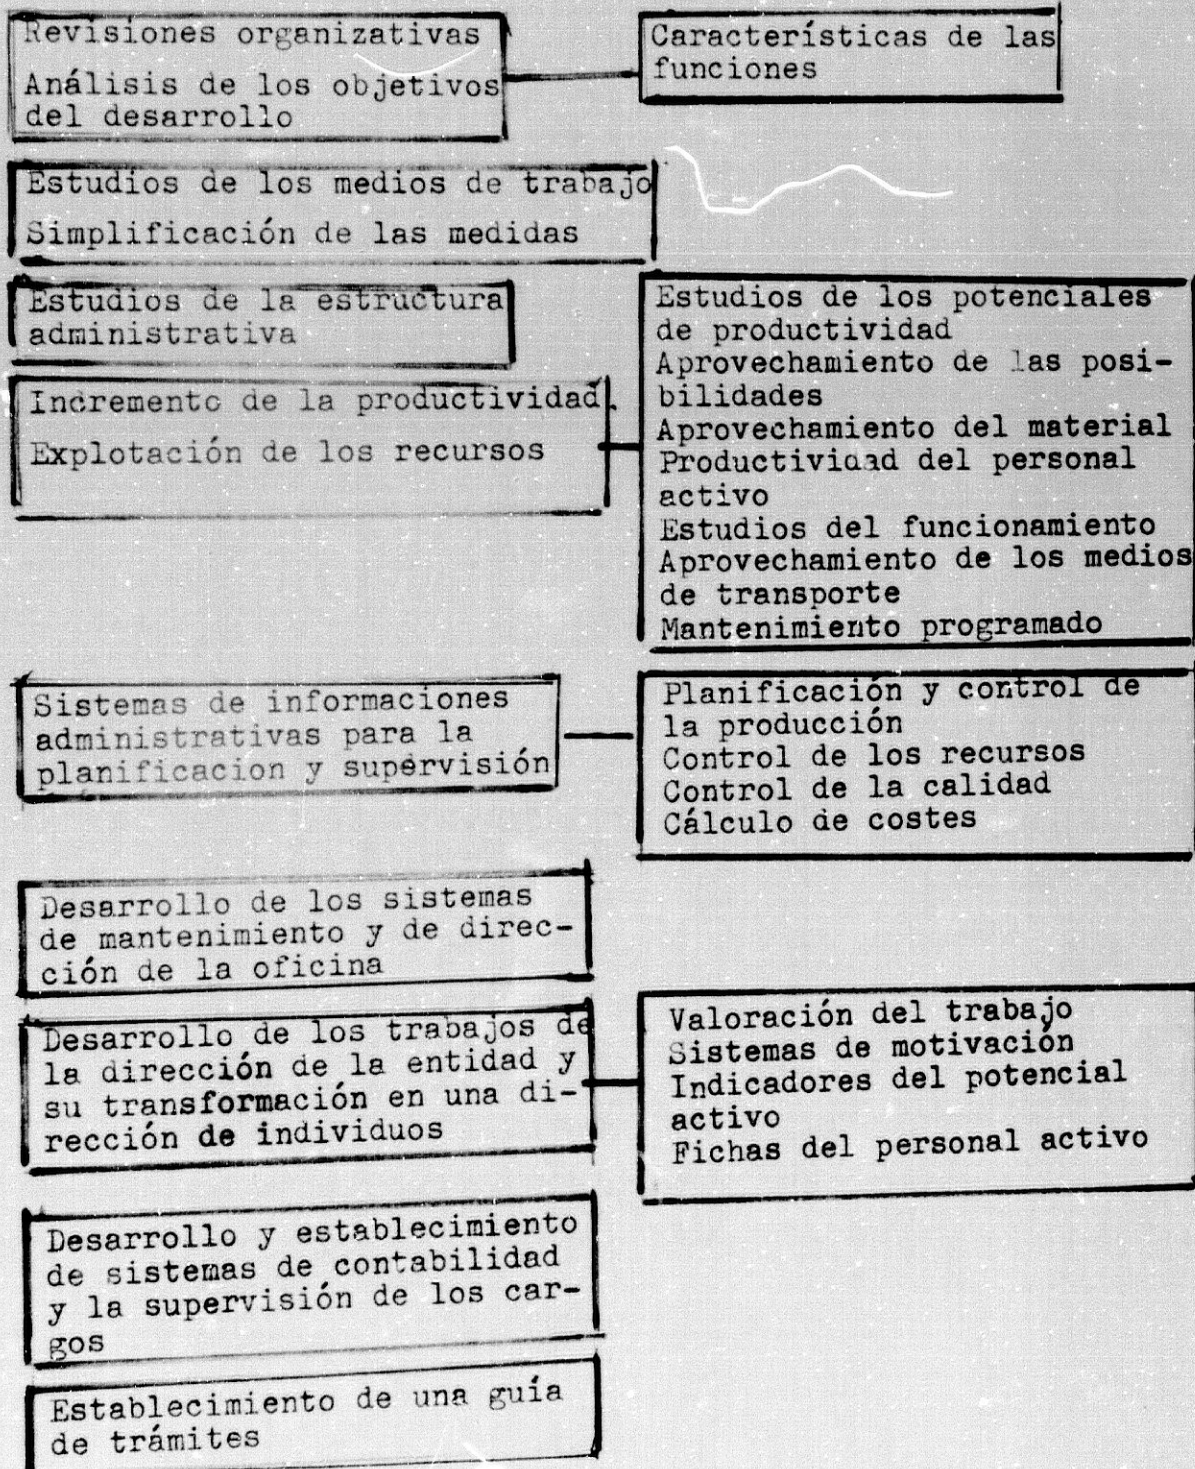 Revisiones organizativas
Análisis de los objetivos
del desarrollo
Características de las
funciones
Estudios de los medios de trabajo
Simplificación de las medidas
Estudios de la estructura
administrativa
Incremento de la productividad.
Explotación de los recursos
Estudios de los potenciales
de productividad
Aprovechamiento de las posi-
bilidades
Aprovechamiento del material
Productividad del personal
activo
Estudios del funcionamiento
Aprovechamiento de los medios
de transporte
Mantenimiento programado
Sistemas de informaciones
administrativas para la
planificacion y supervisión
Planificación y control de
la producción
Control de los recursos
Control de la calidad
Cálculo de costes
Desarrollo de los sistemas
de mantenimiento y de direc-
ción de la oficina
Desarrollo de los trabajos de
la dirección de la entidad y
su transformación en una di-
rección de individuos
Valoración del trabajo
Sistemas de motivación
Indicadores del potencial
activo
Fichas del personal activo
Desarrollo y establecimiento
de sistemas de contabilidad
y la supervisión de los car-
gos
Establecimiento de una guía
de trámites